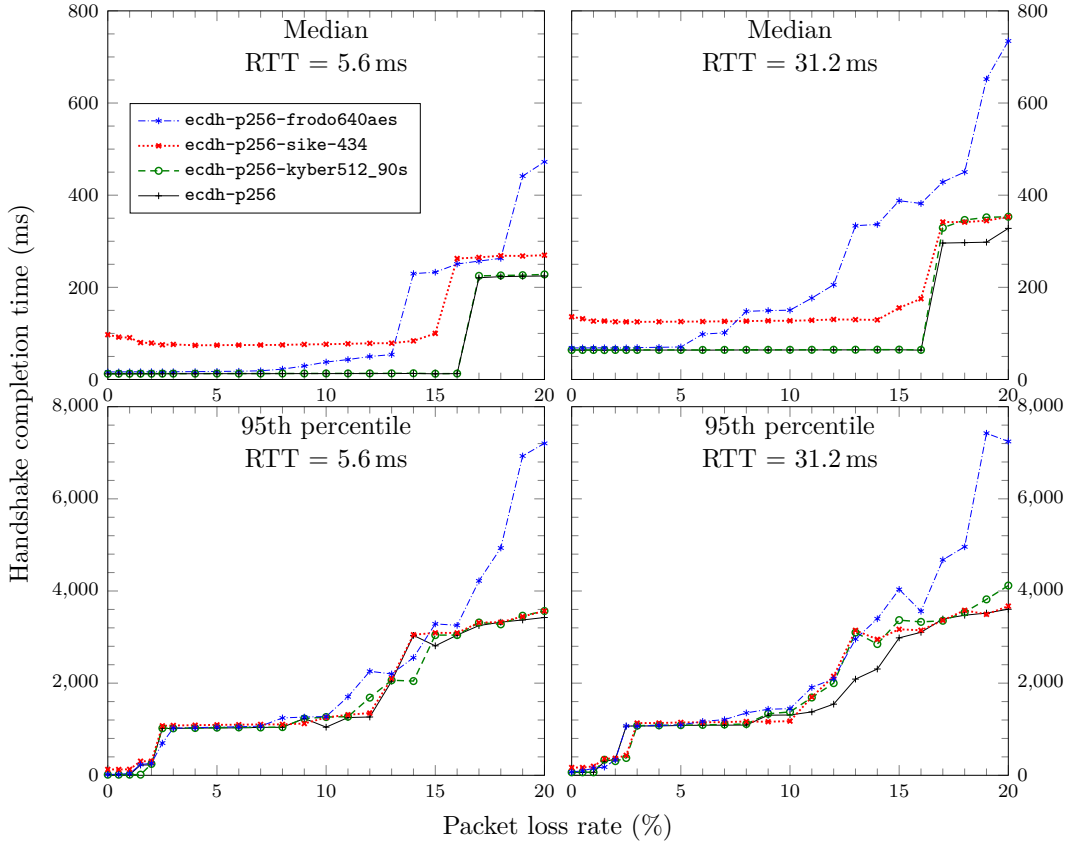 Median
RTT = 5.6 ms
800
600
400
200
0
0
5
10
15
20
ecdh-p256-frodo640aes
ecdh-p256-sike-434
ecdh-p256-kyber512_90s
ecdh-p256
Median
RTT = 31.2 ms
800
600
400
200
0
0
5
10
15
20
95th percentile
RTT = 5.6 ms
8,000
6,000
4,000
2,000
0
0
5
10
15
20
95th percentile
RTT = 31.2 ms
8,000
6,000
4,000
2,000
0
0
5
10
15
20
Handshake completion time (ms)
Packet loss rate (%)